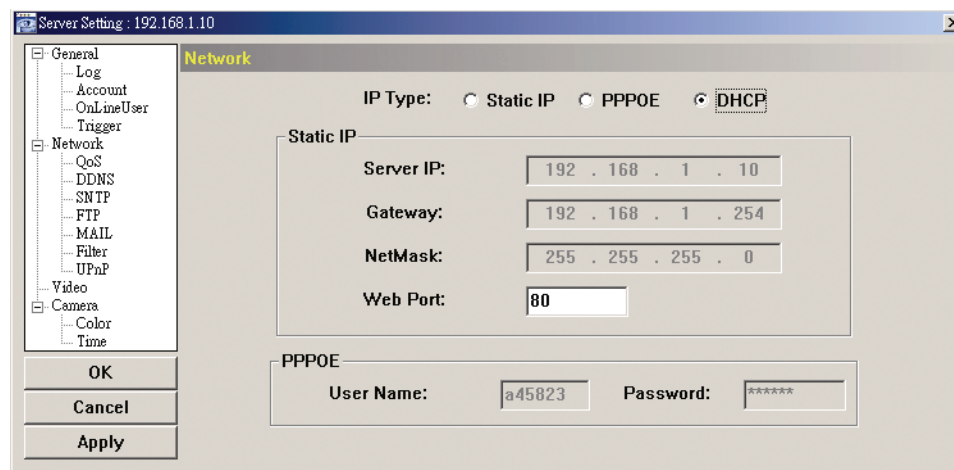 Server Setting : 192.168.1.10
General
Log
Account
OnLineUser
Trigger
Network
QoS
DDNS
SNTP
FTP
MAIL
Filter
UPnP
Video
Camera
Color
Time
OK
Cancel
Apply
Network
IP Type: Static IP PPPOE DHCP
Static IP
Server IP: 192 . 168 . 1 . 10
Gateway: 192 . 168 . 1 . 254
NetMask: 255 . 255 . 255 . 0
Web Port: 80
PPPOE
User Name: a45823 Password: ******